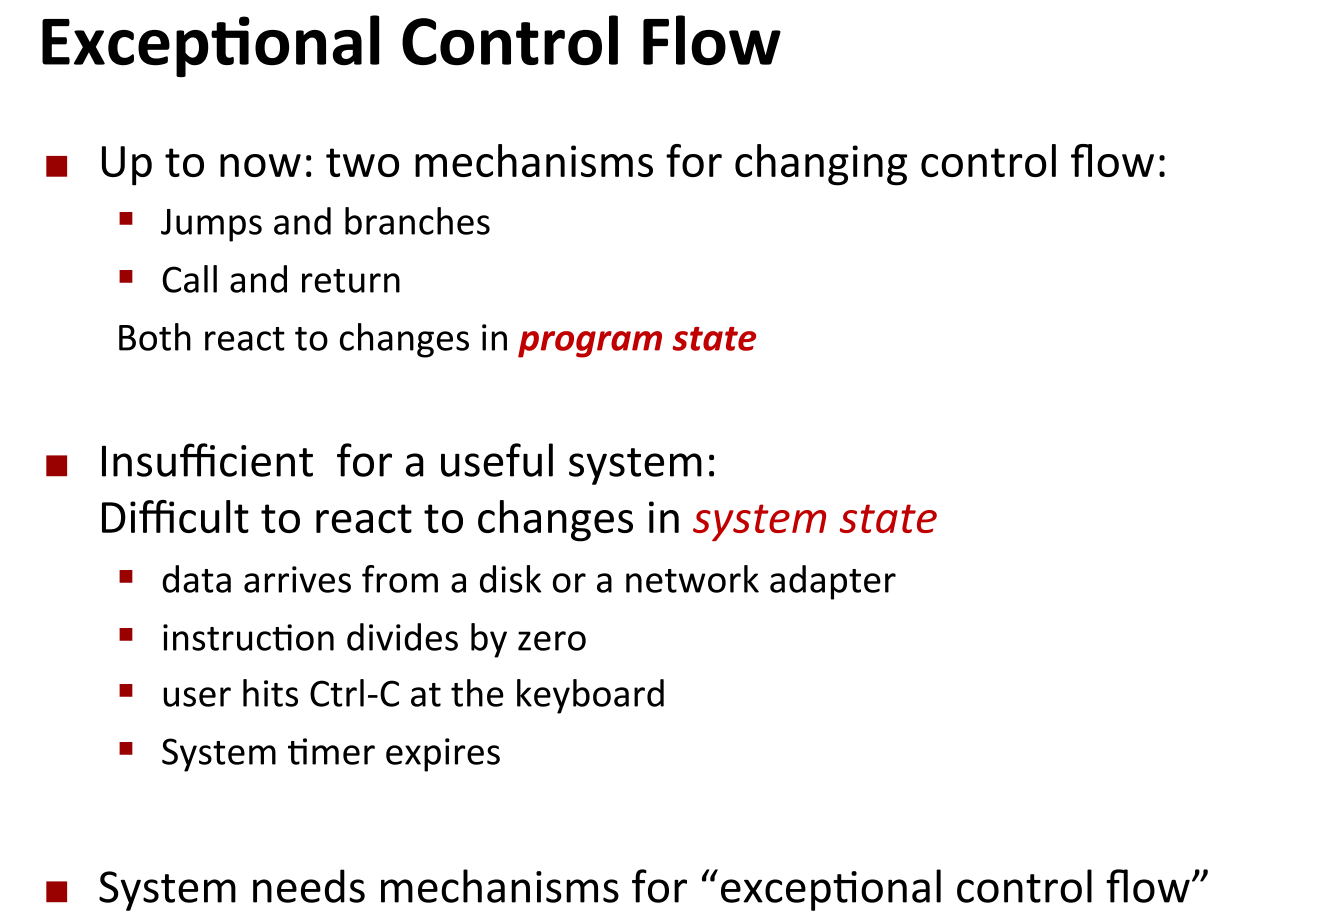 Exceptional Control Flow
Up to now: two mechanisms for changing control flow:
Jumps and branches
Call and return
Both react to changes in program state
Insufficient  for a useful system:
Difficult to react to changes in system state
data arrives from a disk or a network adapter
instruction divides by zero
user hits Ctrl-C at the keyboard
System timer expires
System needs mechanisms for “exceptional control flow”